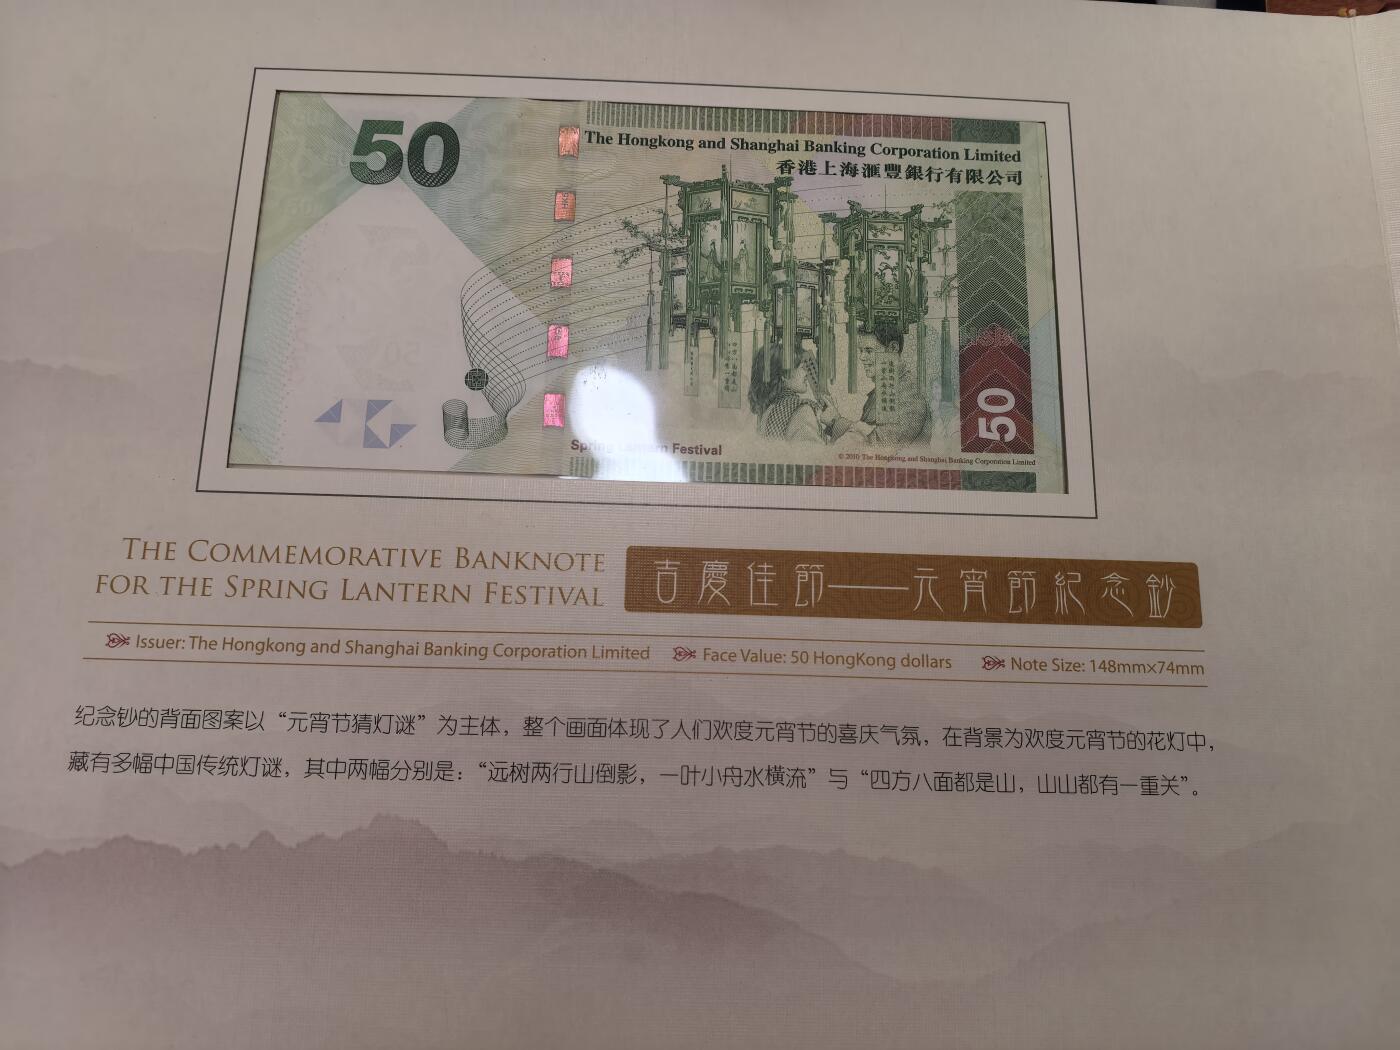 50
The Hongkong and Shanghai Banking Corporation Limited
香港上海滙豐銀行有限公司
50
Spring Lantern Festival
© 2010 The Hongkong and Shanghai Banking Corporation Limited
THE COMMEMORATIVE BANKNOTE
FOR THE SPRING LANTERN FESTIVAL
吉慶佳節——元宵節紀念鈔
Issuer: The Hongkong and Shanghai Banking Corporation Limited
Face Value: 50 HongKong dollars
Note Size: 148mm×74mm
纪念钞的背面图案以“元宵节猜灯谜”为主体，整个画面体现了人们欢度元宵节的喜庆气氛，在背景为欢度元宵节的花灯中，
藏有多幅中国传统灯谜，其中两幅分别是：“远树两行山倒影，一叶小舟水横流”与“四方八面都是山，山山都有一重关”。